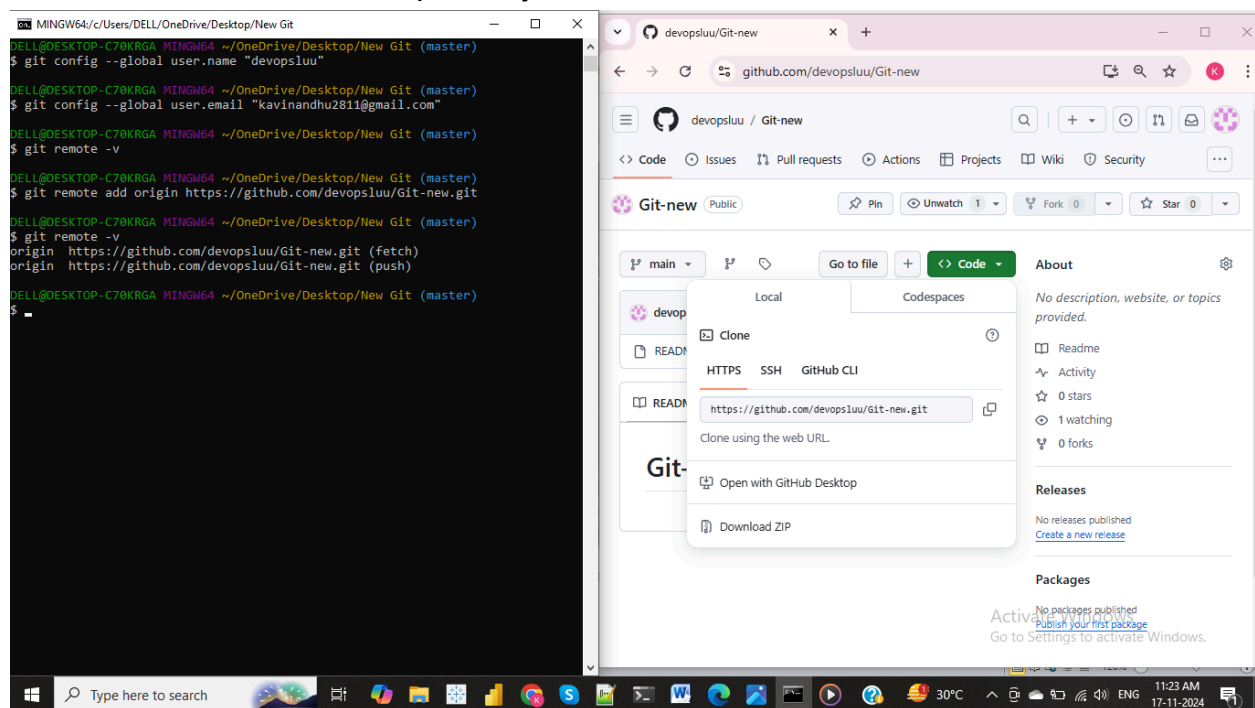 MINGW64:/c/Users/DELL/OneDrive/Desktop/New Git
DELL@DESKTOP-C70KRGA MINGW64 ~/OneDrive/Desktop/New Git (master)
$ git config --global user.name "devopsluu"
DELL@DESKTOP-C70KRGA MINGW64 ~/OneDrive/Desktop/New Git (master)
$ git config --global user.email "kavinandhu2811@gmail.com"
DELL@DESKTOP-C70KRGA MINGW64 ~/OneDrive/Desktop/New Git (master)
$ git remote -v
DELL@DESKTOP-C70KRGA MINGW64 ~/OneDrive/Desktop/New Git (master)
$ git remote add origin https://github.com/devopsluu/Git-new.git
DELL@DESKTOP-C70KRGA MINGW64 ~/OneDrive/Desktop/New Git (master)
$ git remote -v
origin  https://github.com/devopsluu/Git-new.git (fetch)
origin  https://github.com/devopsluu/Git-new.git (push)
DELL@DESKTOP-C70KRGA MINGW64 ~/OneDrive/Desktop/New Git (master)
$
devopsluu/Git-new
github.com/devopsluu/Git-new
K
devopsluu / Git-new
Code Issues Pull requests Actions Projects Wiki Security
Git-new Public Pin Unwatch 1 Fork 0 Star 0
main Go to file Code
devop
READM
READM
Git-
Local Codespaces
Clone
HTTPS SSH GitHub CLI
https://github.com/devopsluu/Git-new.git
Clone using the web URL.
Open with GitHub Desktop
Download ZIP
About
No description, website, or topics
provided.
Readme
Activity
0 stars
1 watching
0 forks
Releases
No releases published
Create a new release
Packages
No packages published
Publish your first package
Activate Windows
Go to Settings to activate Windows.
Type here to search
30°C
ENG
11:23 AM
17-11-2024